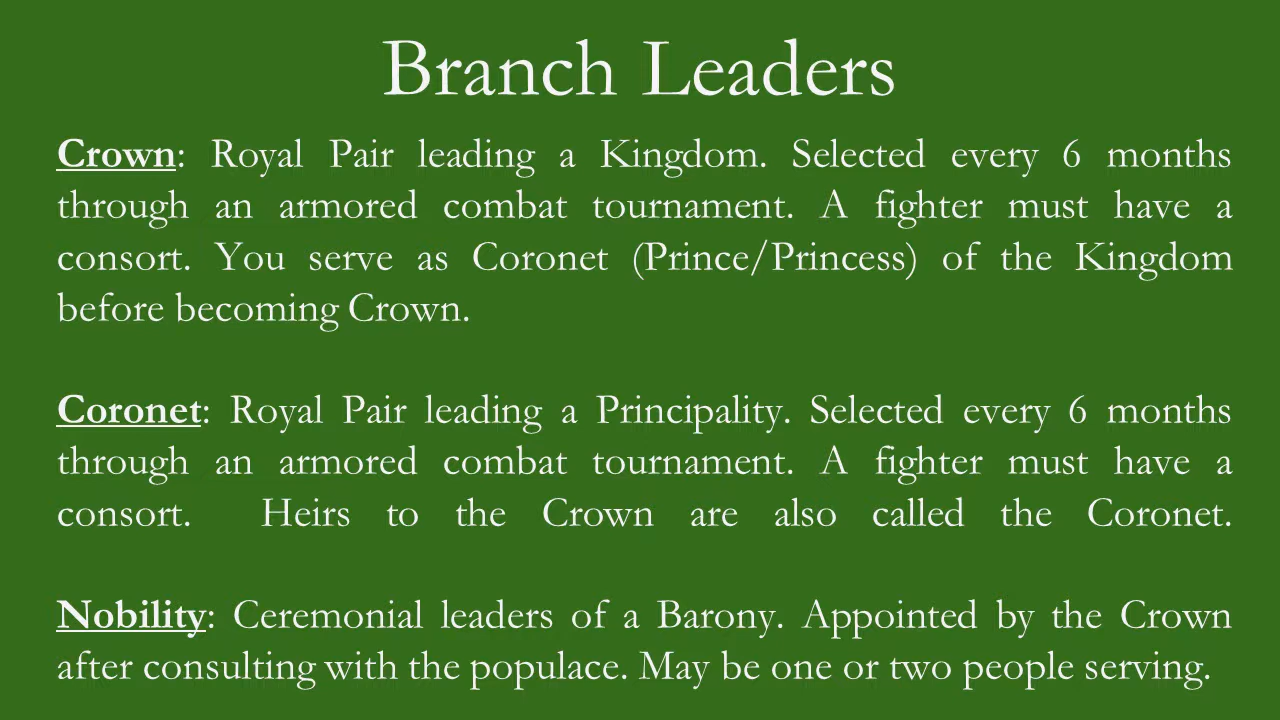 Branch Leaders
Crown: Royal Pair leading a Kingdom. Selected every 6 months
through an armored combat tournament. A fighter must have a
consort. You serve as Coronet (Prince/Princess) of the Kingdom
before becoming Crown.
Coronet: Royal Pair leading a Principality. Selected every 6 months
through an armored combat tournament. A fighter must have a
consort. Heirs to the Crown are also called the Coronet.
Nobility: Ceremonial leaders of a Barony. Appointed by the Crown
after consulting with the populace. May be one or two people serving.